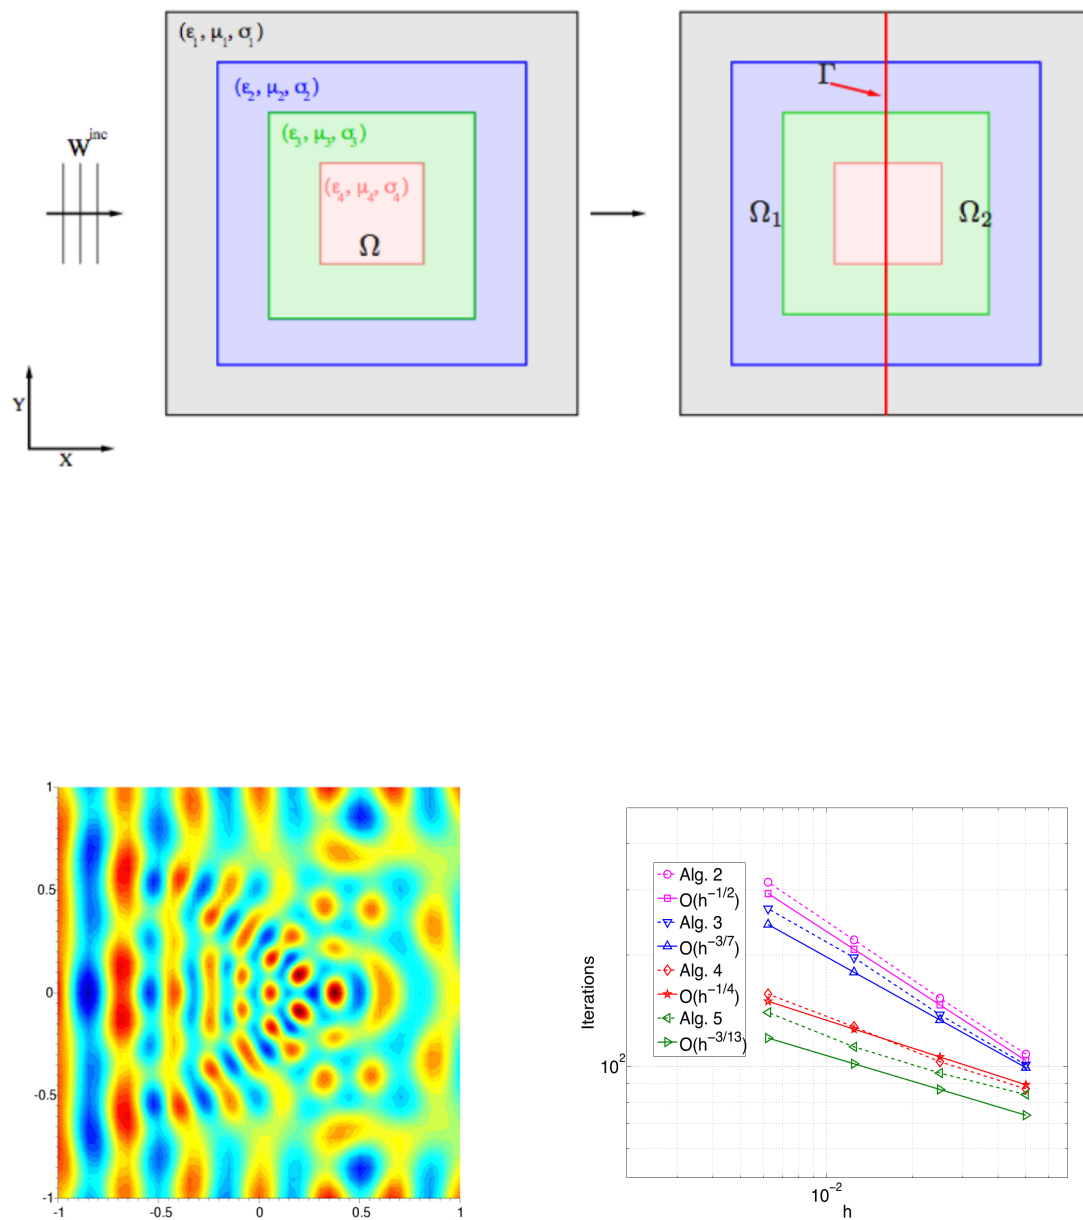 (ε₁, μ₁, σ₁)
(ε₂, μ₂, σ₂)
Γ
(ε₃, μ₃, σ₃)
W^inc
(ε₄, μ₄, σ₄)
Ω
Ω₁
Ω₂
Y
X
1
0.5
0
-0.5
-1
-1
-0.5
0
0.5
1
Alg. 2
O(h^-1/2)
Alg. 3
O(h^-3/7)
Alg. 4
O(h^-1/4)
Alg. 5
O(h^-3/13)
Iterions
10^2
10^-2
h